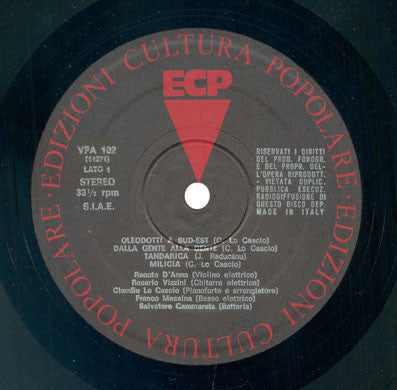 EDIZIONI CULTURA POPOLARE · EDIZIONI CULTURA POPOLARE ·
ECP
VPA 102
(11271)
LATO 1
STEREO
33⅓ rpm
S.I.A.E.
RISERVATI I DIRITTI
DEL PROD. FONOGR.
E DEL PROPR. DEL-
L'OPERA RIPRODOTT.
- VIETATA DUPLIC.
PUBBLICA ESECUZ.
RADIODIFFUSIONE DI
QUESTO DISCO DEP.
MADE IN ITALY
OLEODOTTI A SUD-EST (C. Lo Cascio)
DALLA GENTE ALLA GENTE (C. Lo Cascio)
TANDARICA (J. Raducanu)
MILICIA (C. Lo Cascio)
Renato D'Anna (Violino elettrico)
Rosario Vizzini (Chitarra elettrica)
Claudio Lo Cascio (Pianoforte e arrangiatore)
Franco Messina (Basso elettrico)
Salvatore Cammarata (Batteria)